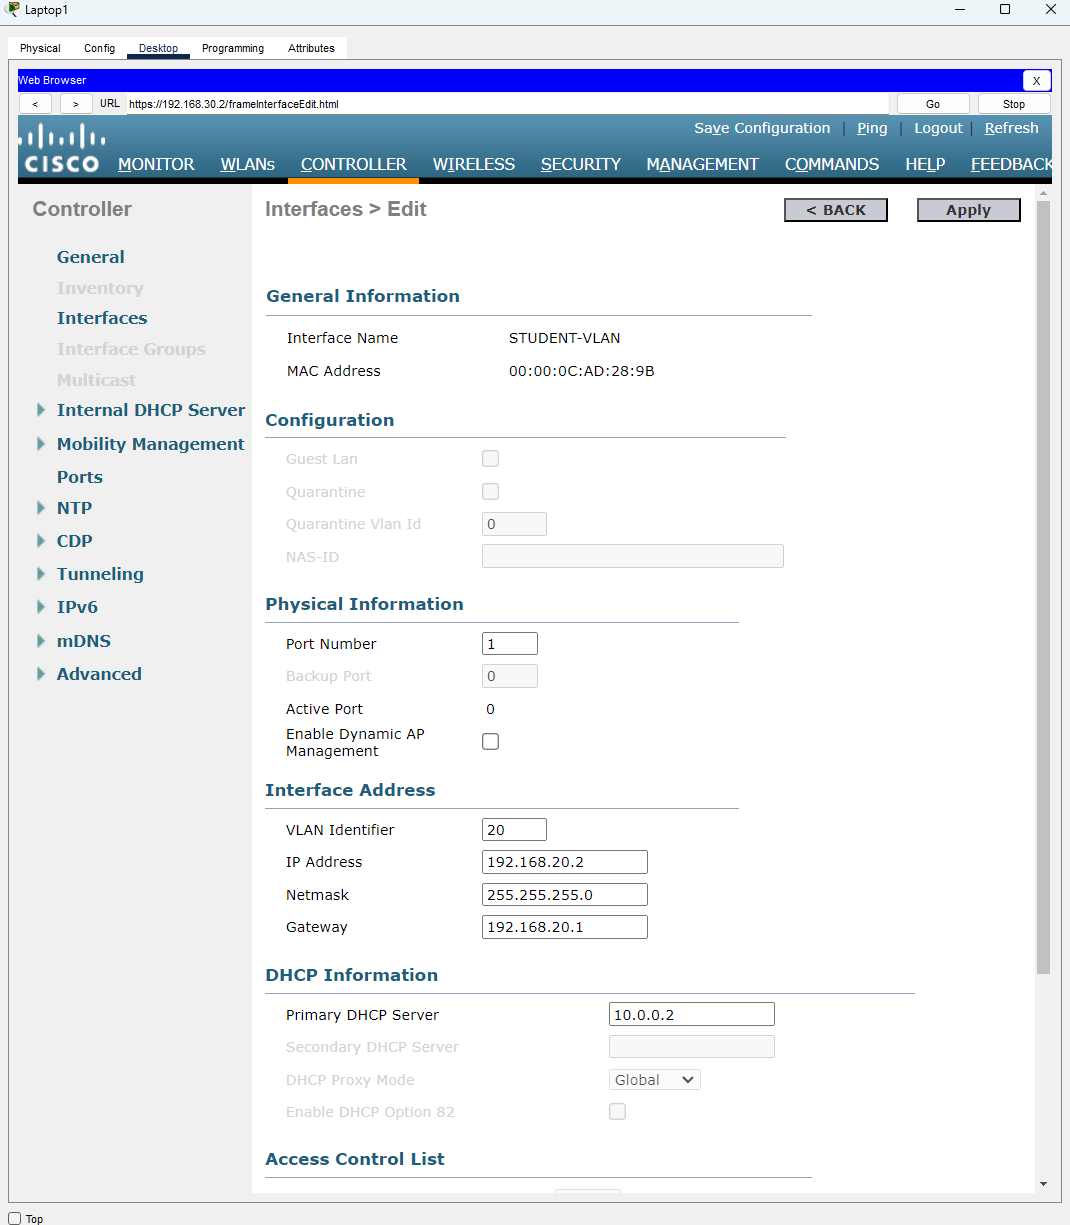 Laptop1
Physical Config Desktop Programming Attributes
Web Browser X
< > URL https://192.168.30.2/frameInterfaceEdit.html Go Stop
Save Configuration | Ping | Logout | Refresh
CISCO MONITOR WLANs CONTROLLER WIRELESS SECURITY MANAGEMENT COMMANDS HELP FEEDBACK
Controller
General
Inventory
Interfaces
Interface Groups
Multicast
Internal DHCP Server
Mobility Management
Ports
NTP
CDP
Tunneling
IPv6
mDNS
Advanced
Interfaces > Edit < BACK Apply
General Information
Interface Name STUDENT-VLAN
MAC Address 00:00:0C:AD:28:9B
Configuration
Guest Lan
Quarantine
Quarantine Vlan Id 0
NAS-ID
Physical Information
Port Number 1
Backup Port 0
Active Port 0
Enable Dynamic AP
Management
Interface Address
VLAN Identifier 20
IP Address 192.168.20.2
Netmask 255.255.255.0
Gateway 192.168.20.1
DHCP Information
Primary DHCP Server 10.0.0.2
Secondary DHCP Server
DHCP Proxy Mode Global
Enable DHCP Option 82
Access Control List
Top